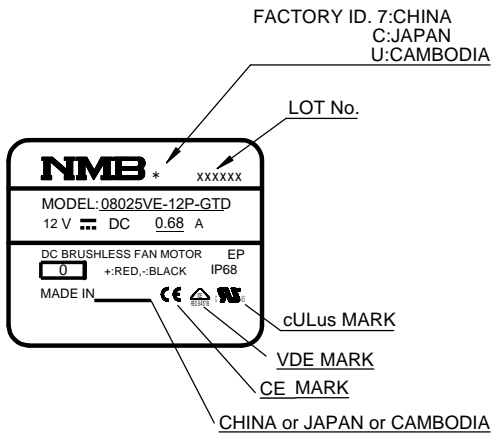 FACTORY ID. 7:CHINA
C:JAPAN
U:CAMBODIA
LOT No.
NMB * xxxxxx
MODEL: 08025VE-12P-GTD
12 V DC 0.68 A
DC BRUSHLESS FAN MOTOR EP
0 +:RED,-:BLACK IP68
MADE IN
CE
cULus MARK
VDE MARK
CE MARK
CHINA or JAPAN or CAMBODIA